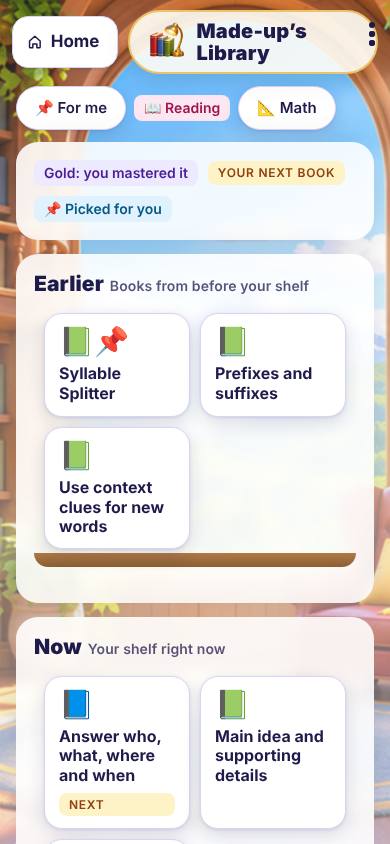 Home
Made-up's
Library
For me
Reading
Math
Gold: you mastered it
YOUR NEXT BOOK
Picked for you
Earlier Books from before your shelf
Syllable
Splitter
Prefixes and
suffixes
Use context
clues for new
words
Now Your shelf right now
Answer who,
what, where
and when
NEXT
Main idea and
supporting
details